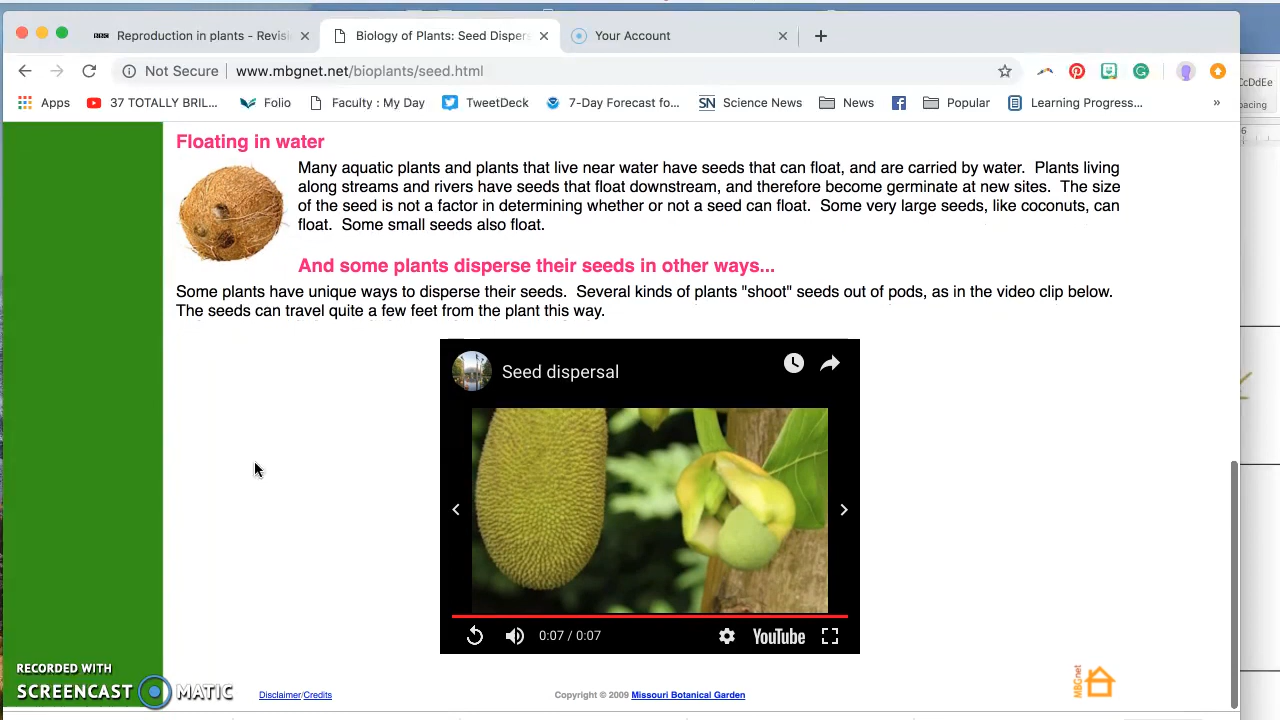 Reproduction in plants - Revisi
Biology of Plants: Seed Dispers
Your Account
Not Secure
www.mbgnet.net/bioplants/seed.html
Apps
37 TOTALLY BRIL...
Folio
Faculty : My Day
TweetDeck
7-Day Forecast fo...
SN Science News
News
Popular
Learning Progress...
»
CcDdEe
pacing
6
Floating in water
Many aquatic plants and plants that live near water have seeds that can float, and are carried by water. Plants living
along streams and rivers have seeds that float downstream, and therefore become germinate at new sites. The size
of the seed is not a factor in determining whether or not a seed can float. Some very large seeds, like coconuts, can
float. Some small seeds also float.
And some plants disperse their seeds in other ways...
Some plants have unique ways to disperse their seeds. Several kinds of plants "shoot" seeds out of pods, as in the video clip below.
The seeds can travel quite a few feet from the plant this way.
Seed dispersal
0:07 / 0:07
YouTube
RECORDED WITH
SCREENCAST MATIC
Disclaimer/Credits
Copyright © 2009 Missouri Botanical Garden
MBGnet